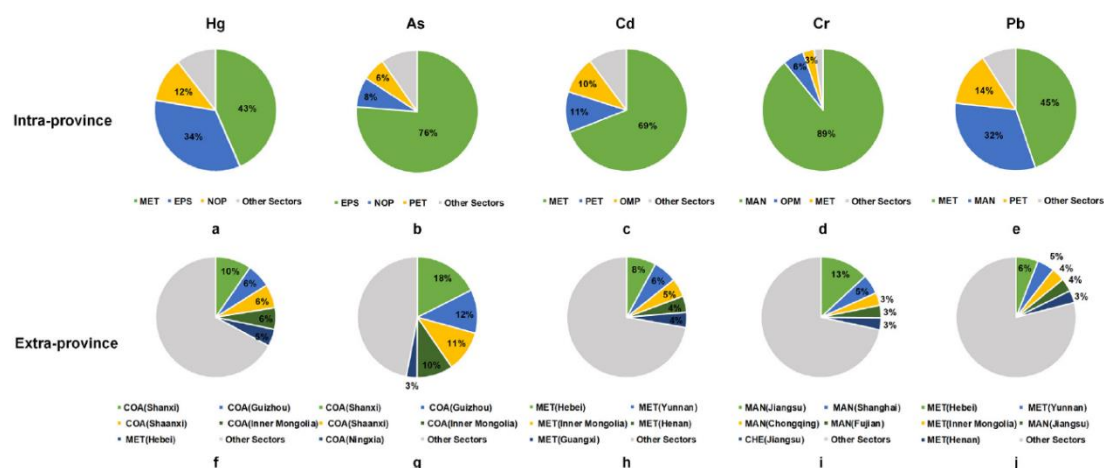 Hg As Cd Cr Pb
Intra-province
43% 34% 12%
76% 8% 6%
69% 11% 10%
89% 6% 3%
45% 32% 14%
MET EPS NOP Other Sectors
EPS NOP PET Other Sectors
MET PET OMP Other Sectors
MAN OPM MET Other Sectors
MET MAN PET Other Sectors
a b c d e
Extra-province
10% 6% 6% 6% 5%
18% 12% 11% 10% 3%
8% 6% 5% 4% 4%
13% 5% 3% 3% 3%
6% 5% 4% 4% 3%
COA(Shanxi) COA(Guizhou) COA(Shanxi) COA(Guizhou) MET(Hebei) MET(Yunnan) MAN(Jiangsu) MAN(Shanghai) MET(Hebei) MET(Yunnan)
COA(Shaanxi) COA(Inner Mongolia) COA(Shaanxi) COA(Inner Mongolia) MET(Inner Mongolia) MET(Henan) MAN(Chongqing) MAN(Fujian) MET(Inner Mongolia) MAN(Jiangsu)
MET(Hebei) Other Sectors COA(Ningxia) Other Sectors MET(Guangxi) Other Sectors CHE(Jiangsu) Other Sectors MET(Henan) Other Sectors
f g h i j